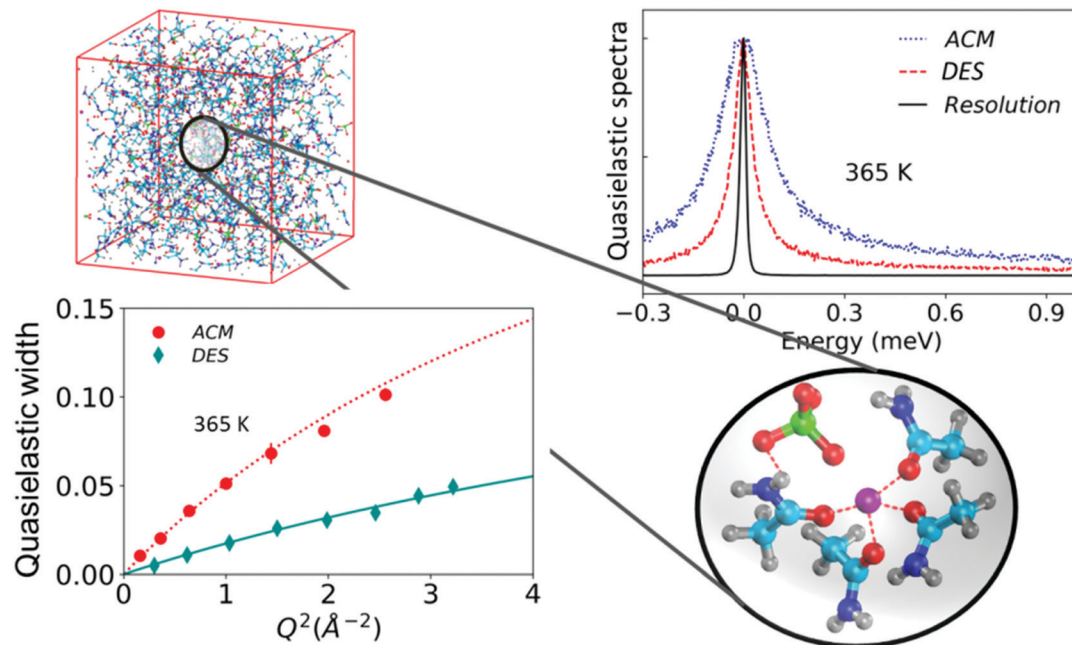 Quasielastic spectra
ACM
DES
Resolution
365 K
−0.3
0.0
0.3
0.6
0.9
Energy (meV)
Quasielastic width
0.15
0.10
0.05
0.00
ACM
DES
365 K
0
1
2
3
4
Q²(Å⁻²)